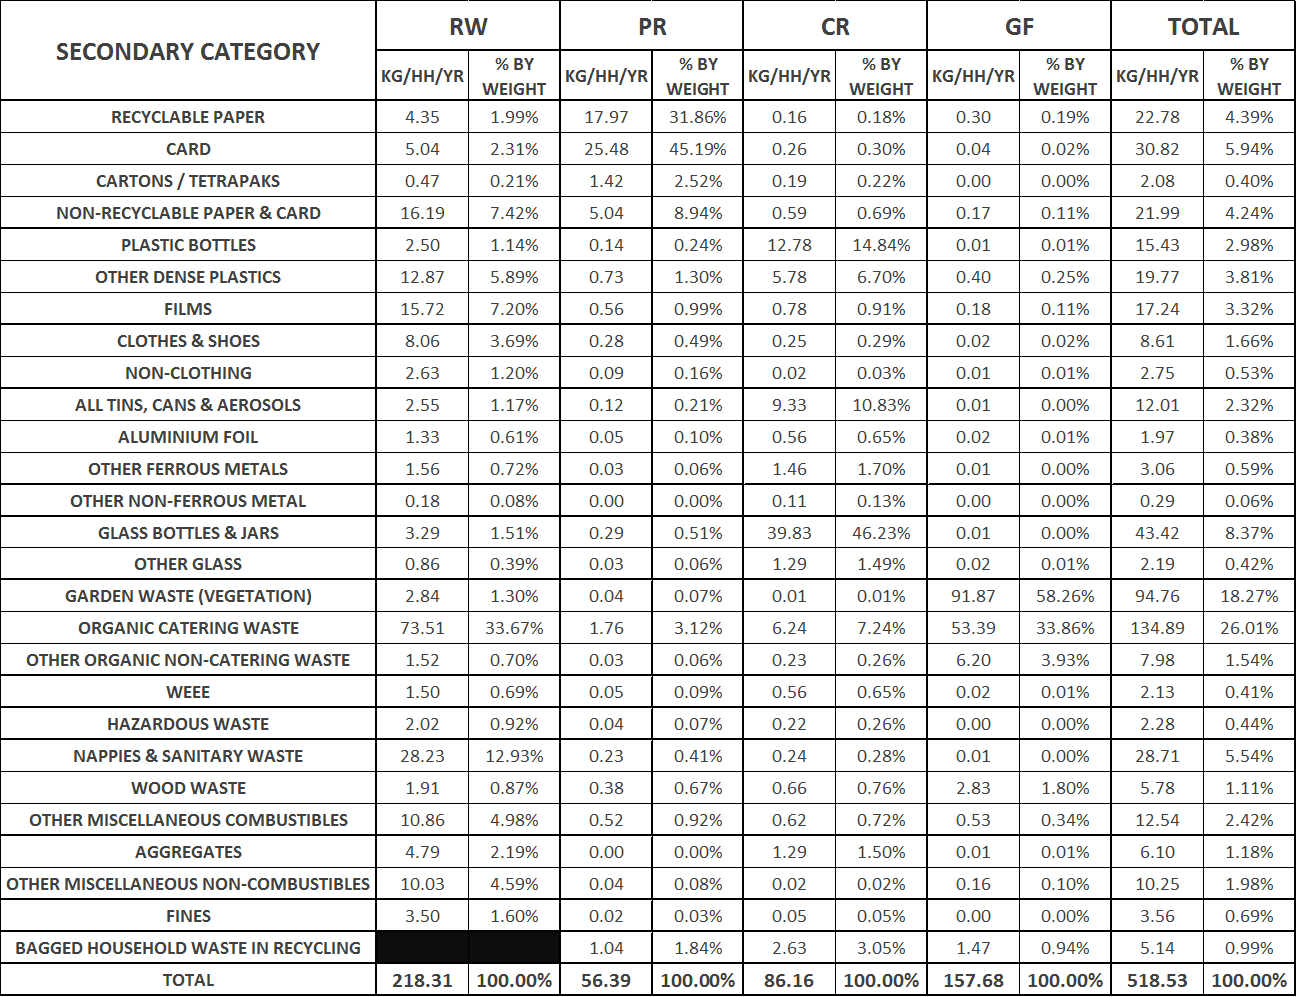 SECONDARY CATEGORY RW PR CR GF TOTAL
KG/HH/YR % BY WEIGHT KG/HH/YR % BY WEIGHT KG/HH/YR % BY WEIGHT KG/HH/YR % BY WEIGHT KG/HH/YR % BY WEIGHT
RECYCLABLE PAPER 4.35 1.99% 17.97 31.86% 0.16 0.18% 0.30 0.19% 22.78 4.39%
CARD 5.04 2.31% 25.48 45.19% 0.26 0.30% 0.04 0.02% 30.82 5.94%
CARTONS / TETRAPAKS 0.47 0.21% 1.42 2.52% 0.19 0.22% 0.00 0.00% 2.08 0.40%
NON-RECYCLABLE PAPER & CARD 16.19 7.42% 5.04 8.94% 0.59 0.69% 0.17 0.11% 21.99 4.24%
PLASTIC BOTTLES 2.50 1.14% 0.14 0.24% 12.78 14.84% 0.01 0.01% 15.43 2.98%
OTHER DENSE PLASTICS 12.87 5.89% 0.73 1.30% 5.78 6.70% 0.40 0.25% 19.77 3.81%
FILMS 15.72 7.20% 0.56 0.99% 0.78 0.91% 0.18 0.11% 17.24 3.32%
CLOTHES & SHOES 8.06 3.69% 0.28 0.49% 0.25 0.29% 0.02 0.02% 8.61 1.66%
NON-CLOTHING 2.63 1.20% 0.09 0.16% 0.02 0.03% 0.01 0.01% 2.75 0.53%
ALL TINS, CANS & AEROSOLS 2.55 1.17% 0.12 0.21% 9.33 10.83% 0.01 0.00% 12.01 2.32%
ALUMINIUM FOIL 1.33 0.61% 0.05 0.10% 0.56 0.65% 0.02 0.01% 1.97 0.38%
OTHER FERROUS METALS 1.56 0.72% 0.03 0.06% 1.46 1.70% 0.01 0.00% 3.06 0.59%
OTHER NON-FERROUS METAL 0.18 0.08% 0.00 0.00% 0.11 0.13% 0.00 0.00% 0.29 0.06%
GLASS BOTTLES & JARS 3.29 1.51% 0.29 0.51% 39.83 46.23% 0.01 0.00% 43.42 8.37%
OTHER GLASS 0.86 0.39% 0.03 0.06% 1.29 1.49% 0.02 0.01% 2.19 0.42%
GARDEN WASTE (VEGETATION) 2.84 1.30% 0.04 0.07% 0.01 0.01% 91.87 58.26% 94.76 18.27%
ORGANIC CATERING WASTE 73.51 33.67% 1.76 3.12% 6.24 7.24% 53.39 33.86% 134.89 26.01%
OTHER ORGANIC NON-CATERING WASTE 1.52 0.70% 0.03 0.06% 0.23 0.26% 6.20 3.93% 7.98 1.54%
WEEE 1.50 0.69% 0.05 0.09% 0.56 0.65% 0.02 0.01% 2.13 0.41%
HAZARDOUS WASTE 2.02 0.92% 0.04 0.07% 0.22 0.26% 0.00 0.00% 2.28 0.44%
NAPPIES & SANITARY WASTE 28.23 12.93% 0.23 0.41% 0.24 0.28% 0.01 0.00% 28.71 5.54%
WOOD WASTE 1.91 0.87% 0.38 0.67% 0.66 0.76% 2.83 1.80% 5.78 1.11%
OTHER MISCELLANEOUS COMBUSTIBLES 10.86 4.98% 0.52 0.92% 0.62 0.72% 0.53 0.34% 12.54 2.42%
AGGREGATES 4.79 2.19% 0.00 0.00% 1.29 1.50% 0.01 0.01% 6.10 1.18%
OTHER MISCELLANEOUS NON-COMBUSTIBLES 10.03 4.59% 0.04 0.08% 0.02 0.02% 0.16 0.10% 10.25 1.98%
FINES 3.50 1.60% 0.02 0.03% 0.05 0.05% 0.00 0.00% 3.56 0.69%
BAGGED HOUSEHOLD WASTE IN RECYCLING 1.04 1.84% 2.63 3.05% 1.47 0.94% 5.14 0.99%
TOTAL 218.31 100.00% 56.39 100.00% 86.16 100.00% 157.68 100.00% 518.53 100.00%